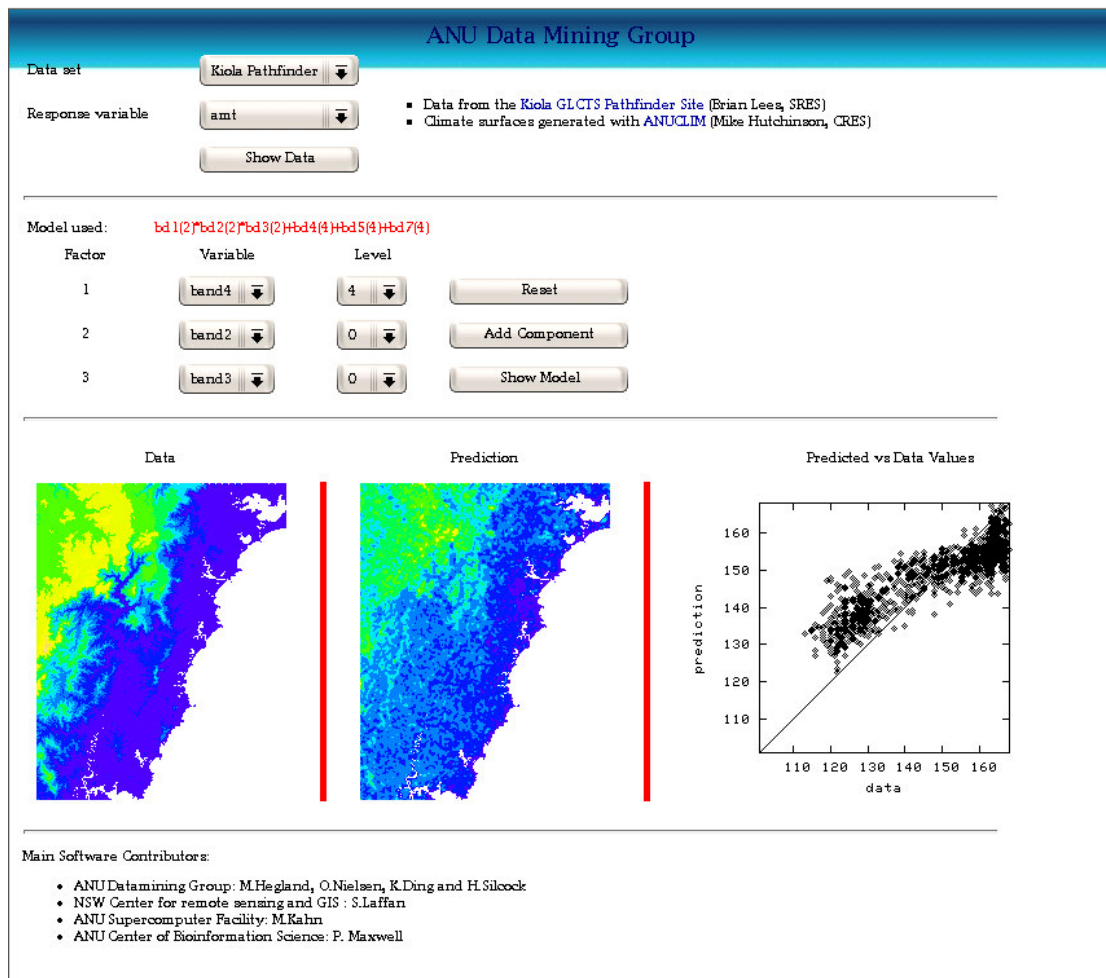 ANU Data Mining Group
Data set
Kiola Pathfinder
Response variable
amt
Show Data
Data from the Kiola GLCTS Pathfinder Site (Brian Lees, SRES)
Climate surfaces generated with ANUCLIM (Mike Hutchinson, CRES)
Model used: bd1(2)*bd2(2)*bd3(2)+bd4(4)+bd5(4)+bd7(4)
Factor Variable Level
1 band4 4 Reset
2 band2 0 Add Component
3 band3 0 Show Model
Data
Prediction
Predicted vs Data Values
160
150
140
130
120
110
prediction
110 120 130 140 150 160
data
Main Software Contributors:
ANU Datamining Group: M.Hegland, O.Nielsen, K.Ding and H.Silcock
NSW Center for remote sensing and GIS : S.Laffan
ANU Supercomputer Facility: M.Kahn
ANU Center of Bioinformation Science: P. Maxwell